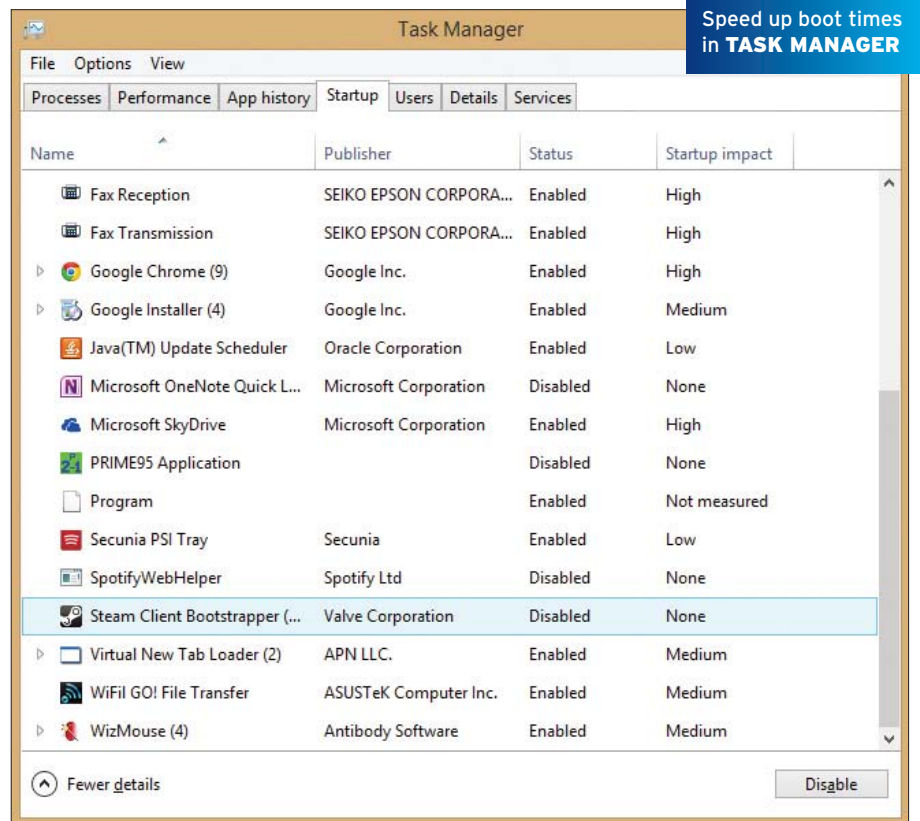 Task Manager
Speed up boot times
in TASK MANAGER
File Options View
Processes Performance App history Startup Users Details Services
Name Publisher Status Startup impact
Fax Reception SEIKO EPSON CORPORA... Enabled High
Fax Transmission SEIKO EPSON CORPORA... Enabled High
Google Chrome (9) Google Inc. Enabled High
Google Installer (4) Google Inc. Enabled Medium
Java(TM) Update Scheduler Oracle Corporation Enabled Low
Microsoft OneNote Quick L... Microsoft Corporation Disabled None
Microsoft SkyDrive Microsoft Corporation Enabled High
PRIME95 Application Disabled None
Program Enabled Not measured
Secunia PSI Tray Secunia Enabled Low
SpotifyWebHelper Spotify Ltd Disabled None
Steam Client Bootstrapper (... Valve Corporation Disabled None
Virtual New Tab Loader (2) APN LLC. Enabled Medium
WiFil GO! File Transfer ASUSTeK Computer Inc. Enabled Medium
WizMouse (4) Antibody Software Enabled Medium
Fewer details Disable